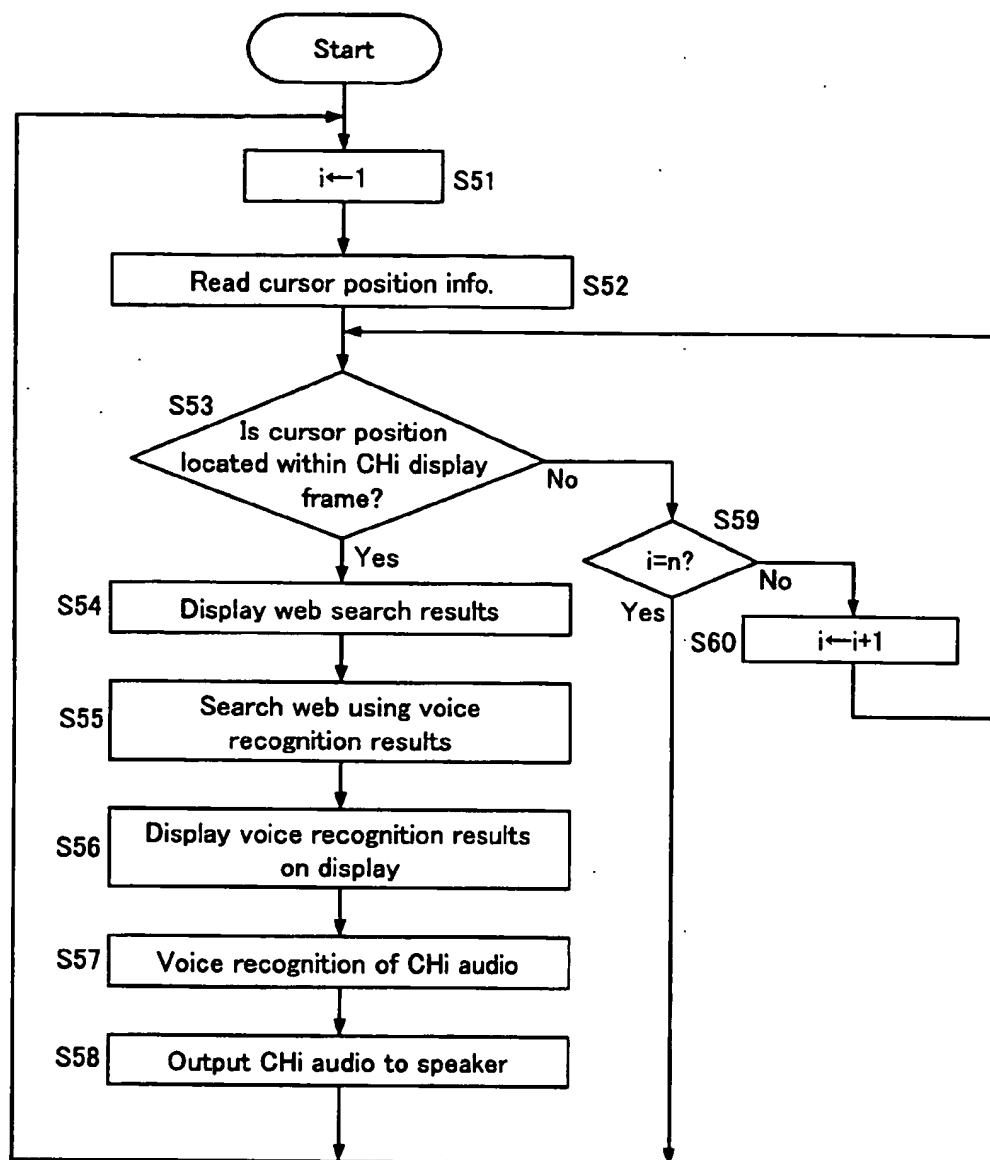 Start
i←1
S51
Read cursor position info.
S52
S53
Is cursor position
located within CHi display
frame?
No
Yes
S59
i=n?
No
Yes
S54
Display web search results
S60
i←i+1
S55
Search web using voice
recognition results
S56
Display voice recognition results
on display
S57
Voice recognition of CHi audio
S58
Output CHi audio to speaker